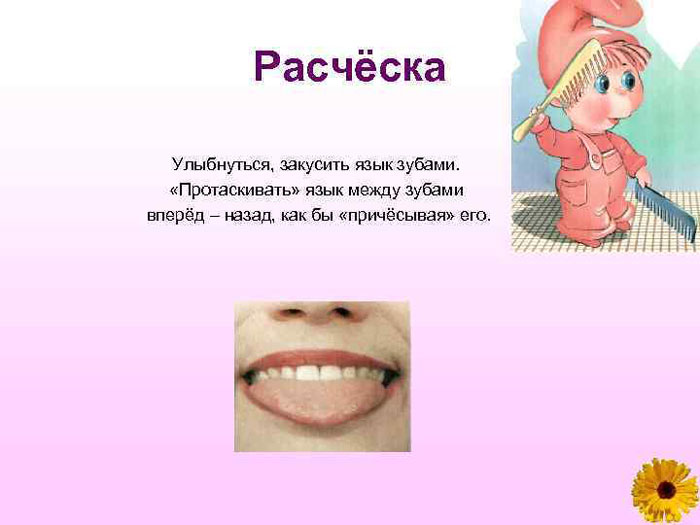 Расчёска
Улыбнуться, закусить язык зубами.
«Протаскивать» язык между зубами
вперёд – назад, как бы «причёсывая» его.